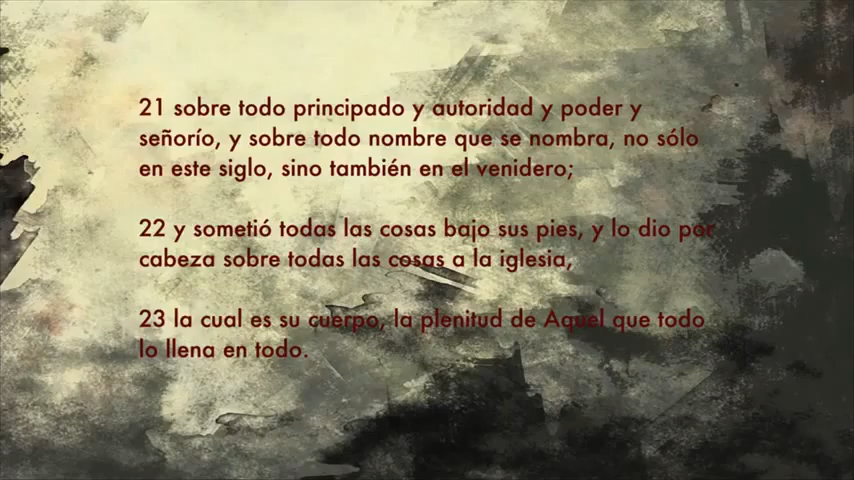 21 sobre todo principado y autoridad y poder y
señorío, y sobre todo nombre que se nombra, no sólo
en este siglo, sino también en el venidero;
22 y sometió todas las cosas bajo sus pies, y lo dio por
cabeza sobre todas las cosas a la iglesia,
23 la cual es su cuerpo, la plenitud de Aquel que todo
lo llena en todo.